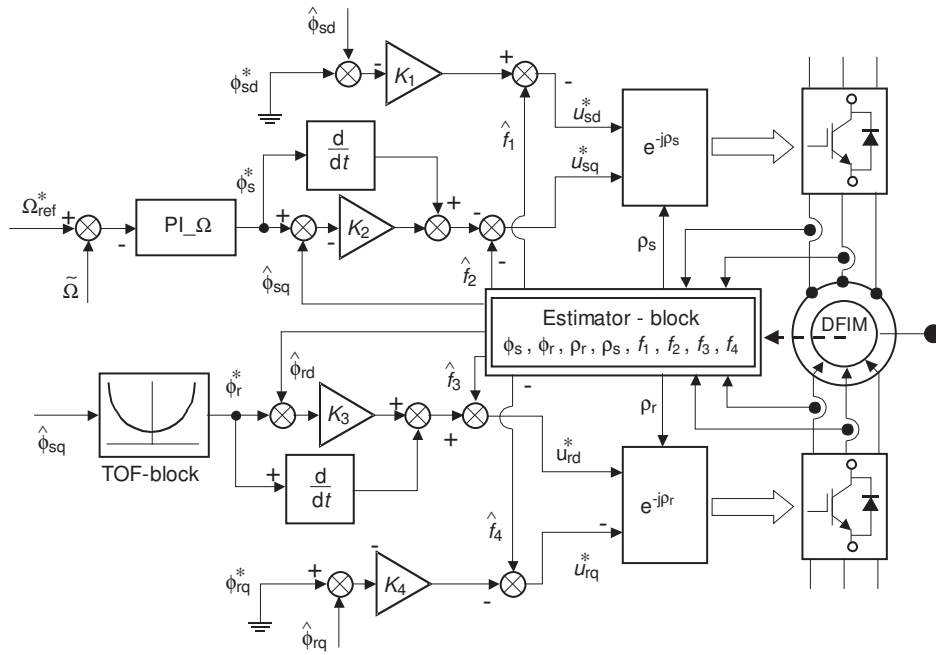 φ̂sd
φ*sd
K1
f̂1
u*sd
u*sq
e-jρs
d
dt
φ*s
Ω*ref
PI_Ω
K2
Ω̃
φ̂sq
f̂2
ρs
Estimator - block
φs , φr , ρr , ρs , f1 , f2 , f3 , f4
DFIM
φ̂rd
f̂3
ρr
φ*r
K3
φ̂sq
TOF-block
d
dt
u*rd
e-jρr
f̂4
u*rq
φ*rq
K4
φ̂rq